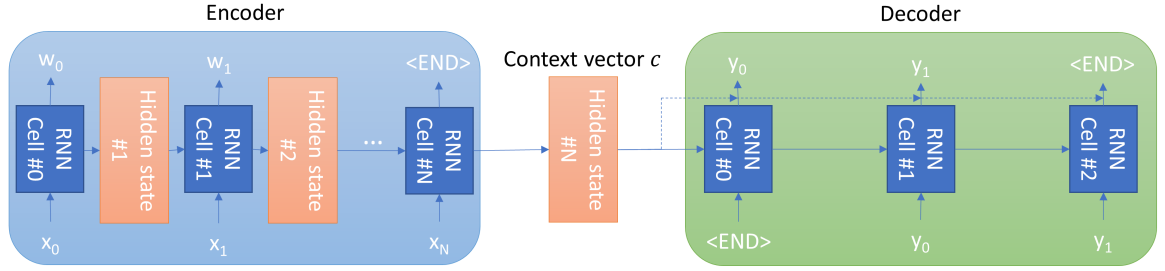 Encoder
Decoder
w0
w1
<END>
Context vector c
y0
y1
<END>
RNN
Cell #0
Hidden state
#1
RNN
Cell #1
Hidden state
#2
...
RNN
Cell #N
Hidden state
#N
RNN
Cell #0
RNN
Cell #1
RNN
Cell #2
x0
x1
xN
<END>
y0
y1